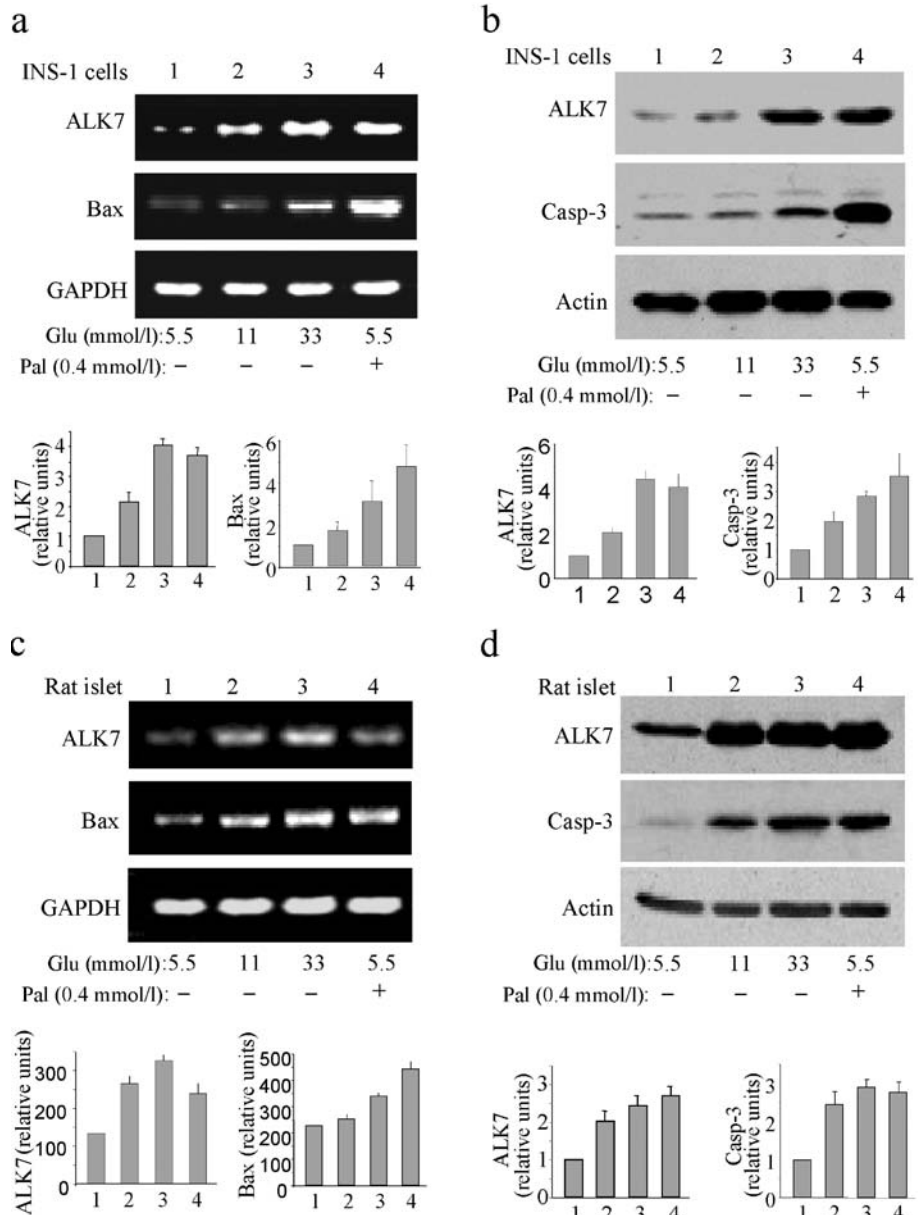 a
INS-1 cells 1 2 3 4
ALK7
Bax
GAPDH
Glu (mmol/l): 5.5 11 33 5.5
Pal (0.4 mmol/l): – – – +
ALK7 (relative units)
4
3
2
1
0
1 2 3 4
Bax (relative units)
6
4
2
0
1 2 3 4
b
INS-1 cells 1 2 3 4
ALK7
Casp-3
Actin
Glu (mmol/l): 5.5 11 33 5.5
Pal (0.4 mmol/l): – – – +
ALK7 (relative units)
6
4
2
0
1 2 3 4
Casp-3 (relative units)
4
3
2
1
0
1 2 3 4
c
Rat islet 1 2 3 4
ALK7
Bax
GAPDH
Glu (mmol/l): 5.5 11 33 5.5
Pal (0.4 mmol/l): – – – +
ALK7 (relative units)
300
200
100
0
1 2 3 4
Bax (relative units)
500
400
300
200
100
0
1 2 3 4
d
Rat islet 1 2 3 4
ALK7
Casp-3
Actin
Glu (mmol/l): 5.5 11 33 5.5
Pal (0.4 mmol/l): – – – +
ALK7 (relative units)
3
2
1
0
1 2 3 4
Casp-3 (relative units)
3
2
1
0
1 2 3 4